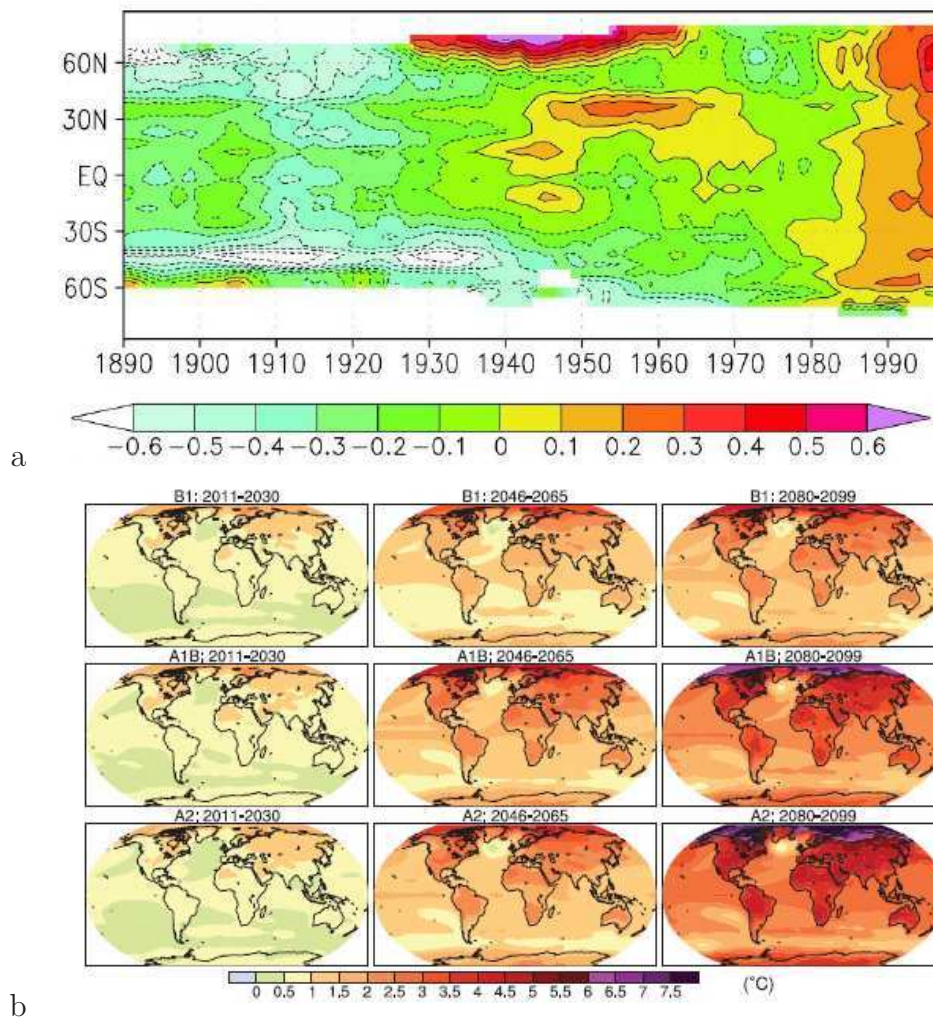 60N
30N
EQ
30S
60S
1890 1900 1910 1920 1930 1940 1950 1960 1970 1980 1990
−0.6 −0.5 −0.4 −0.3 −0.2 −0.1 0 0.1 0.2 0.3 0.4 0.5 0.6
a
B1: 2011-2030 B1: 2046-2065 B1: 2080-2099
A1B; 2011-2030 A1B; 2046-2065 A1B; 2080-2099
A2; 2011-2030 A2; 2046-2065 A2; 2080-2099
0 0.5 1 1.5 2 2.5 3 3.5 4 4.5 5 5.5 6 6.5 7 7.5 (°C)
b